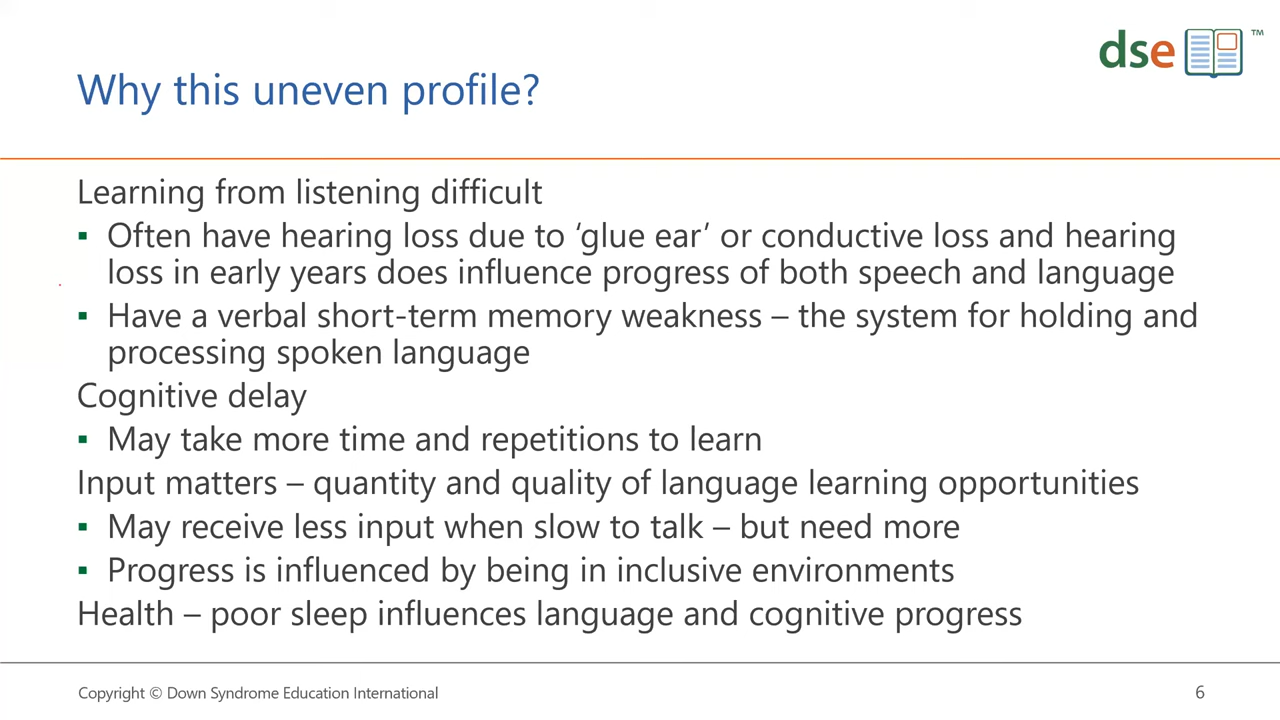 dse ™
Why this uneven profile?
Learning from listening difficult
▪ Often have hearing loss due to ‘glue ear’ or conductive loss and hearing
loss in early years does influence progress of both speech and language
▪ Have a verbal short-term memory weakness – the system for holding and
processing spoken language
Cognitive delay
▪ May take more time and repetitions to learn
Input matters – quantity and quality of language learning opportunities
▪ May receive less input when slow to talk – but need more
▪ Progress is influenced by being in inclusive environments
Health – poor sleep influences language and cognitive progress
Copyright © Down Syndrome Education International
6